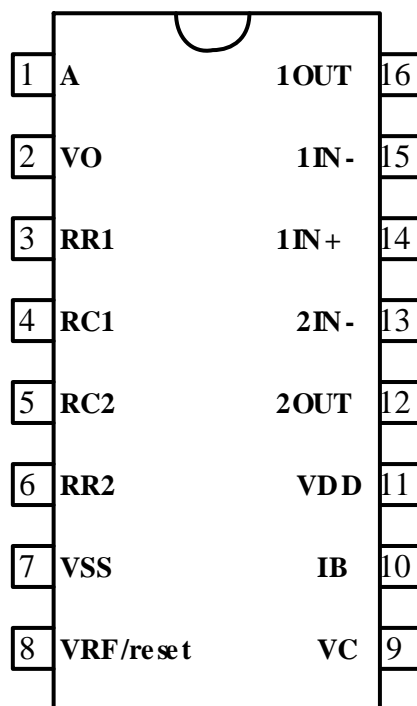 1 A 1OUT 16
2 VO 1IN- 15
3 RR1 1IN+ 14
4 RC1 2IN- 13
5 RC2 2OUT 12
6 RR2 VDD 11
7 VSS IB 10
8 VRF/reset VC 9